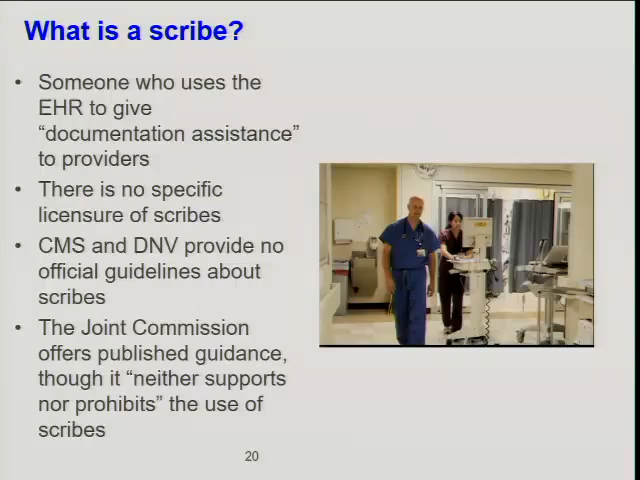 What is a scribe?
• Someone who uses the
EHR to give
“documentation assistance”
to providers
• There is no specific
licensure of scribes
• CMS and DNV provide no
official guidelines about
scribes
• The Joint Commission
offers published guidance,
though it “neither supports
nor prohibits” the use of
scribes
20